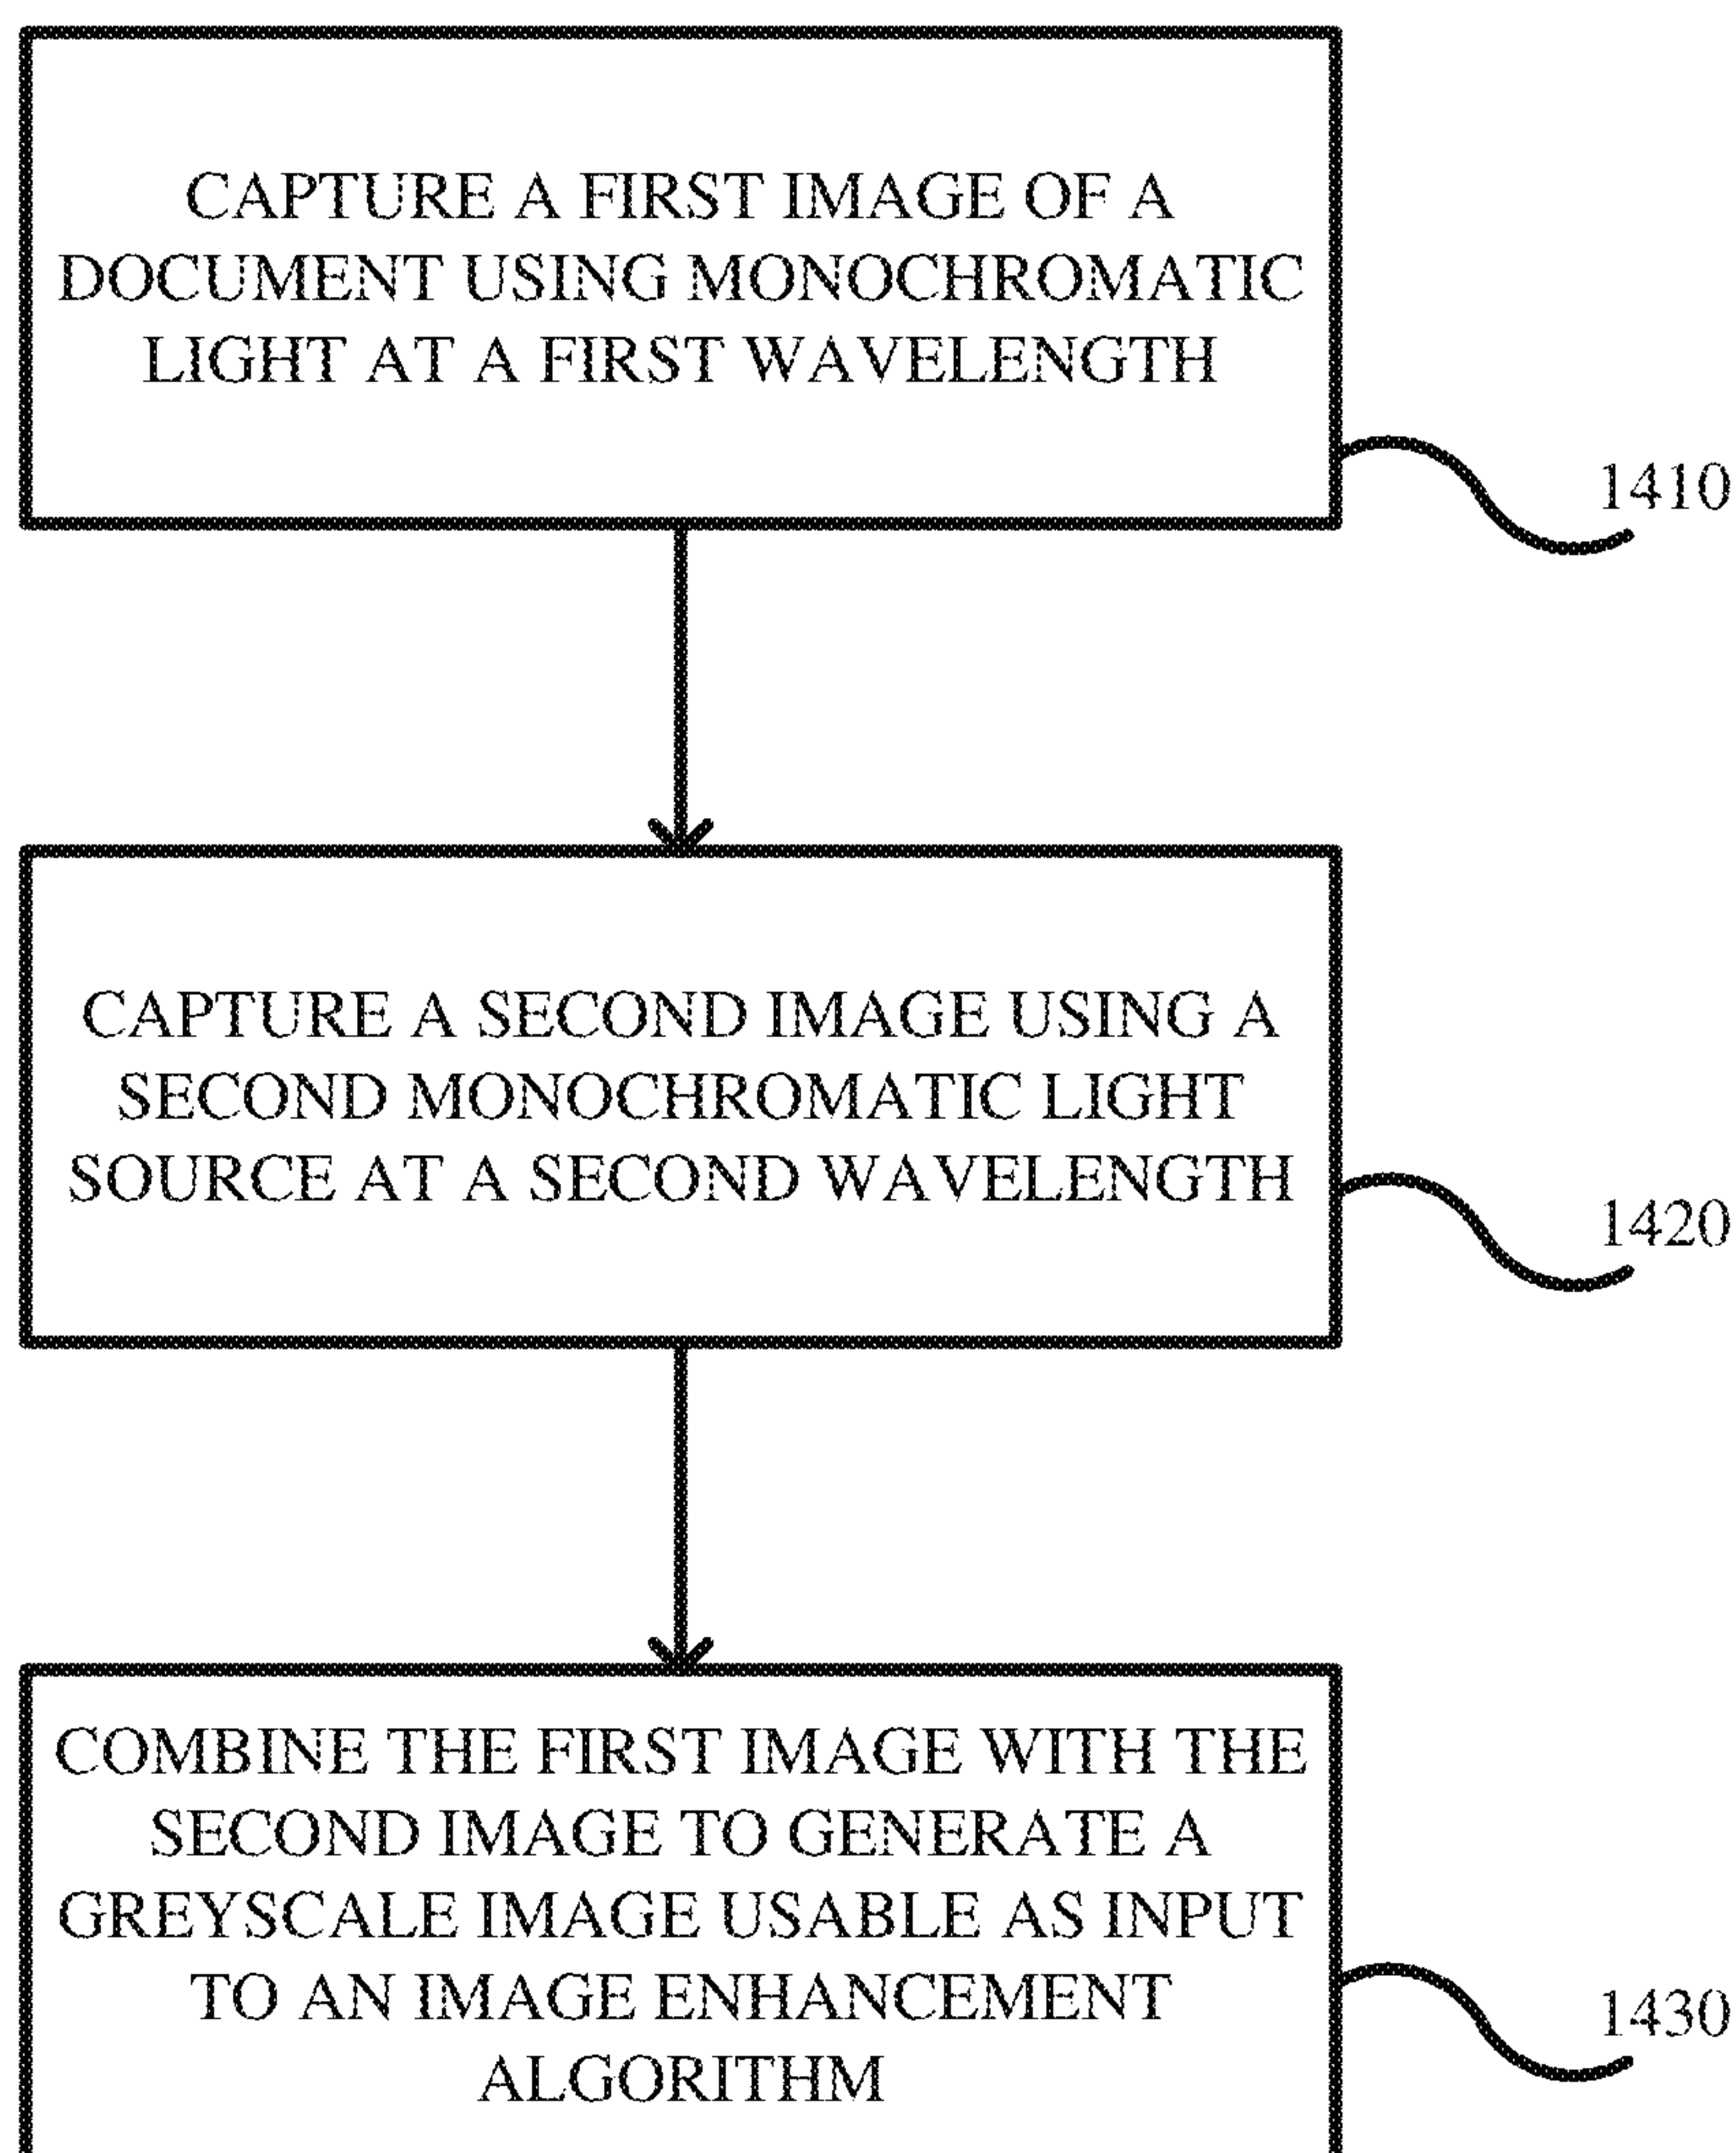 CAPTURE A FIRST IMAGE OF A
DOCUMENT USING MONOCHROMATIC
LIGHT AT A FIRST WAVELENGTH
1410
CAPTURE A SECOND IMAGE USING A
SECOND MONOCHROMATIC LIGHT
SOURCE AT A SECOND WAVELENGTH
1420
COMBINE THE FIRST IMAGE WITH THE
SECOND IMAGE TO GENERATE A
GREYSCALE IMAGE USABLE AS INPUT
TO AN IMAGE ENHANCEMENT
ALGORITHM
1430